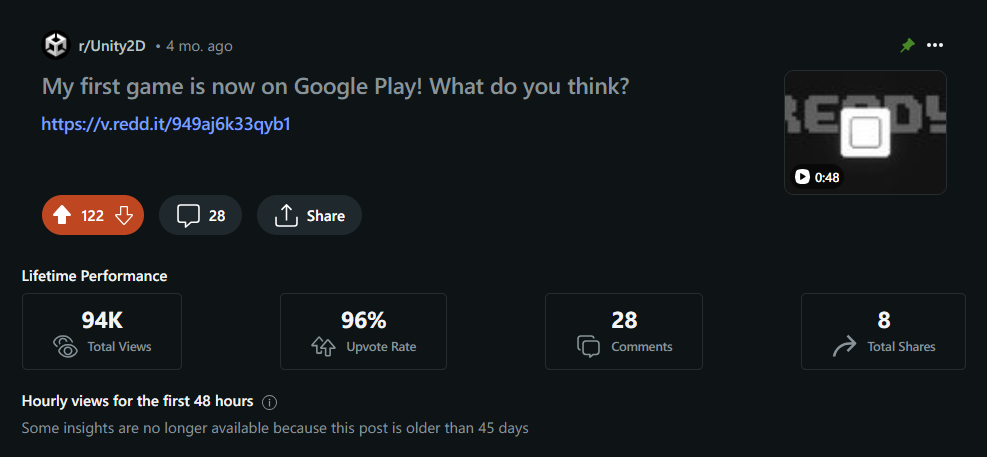 r/Unity2D • 4 mo. ago
My first game is now on Google Play! What do you think?
https://v.redd.it/949aj6k33qyb1
READY
0:48
122
28
Share
Lifetime Performance
94K
Total Views
96%
Upvote Rate
28
Comments
8
Total Shares
Hourly views for the first 48 hours
Some insights are no longer available because this post is older than 45 days